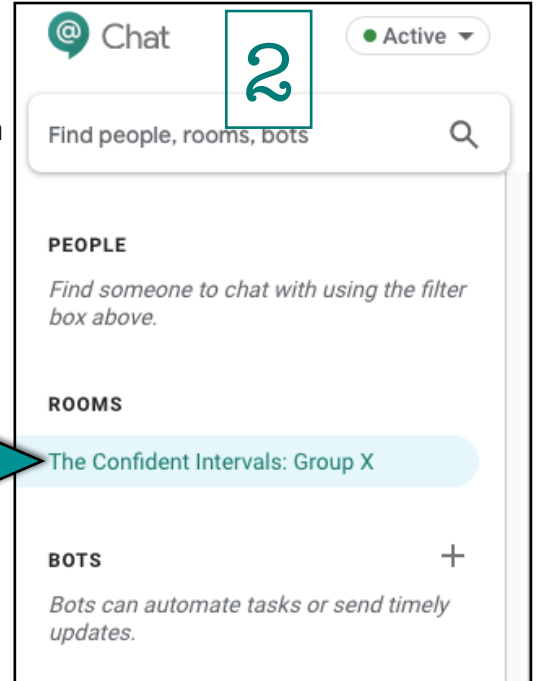 Chat
2
Active
Find people, rooms, bots
PEOPLE
Find someone to chat with using the filter
box above.
ROOMS
The Confident Intervals: Group X
BOTS
Bots can automate tasks or send timely
updates.